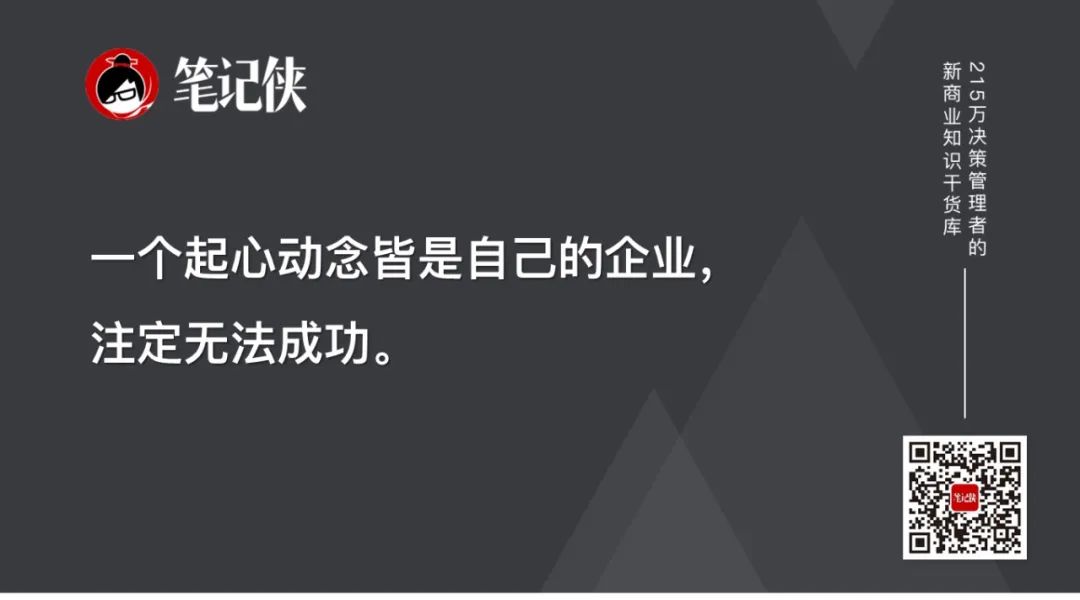 笔记侠
215万决策管理者的
新商业知识干货库
一个起心动念皆是自己的企业，
注定无法成功。
笔记侠